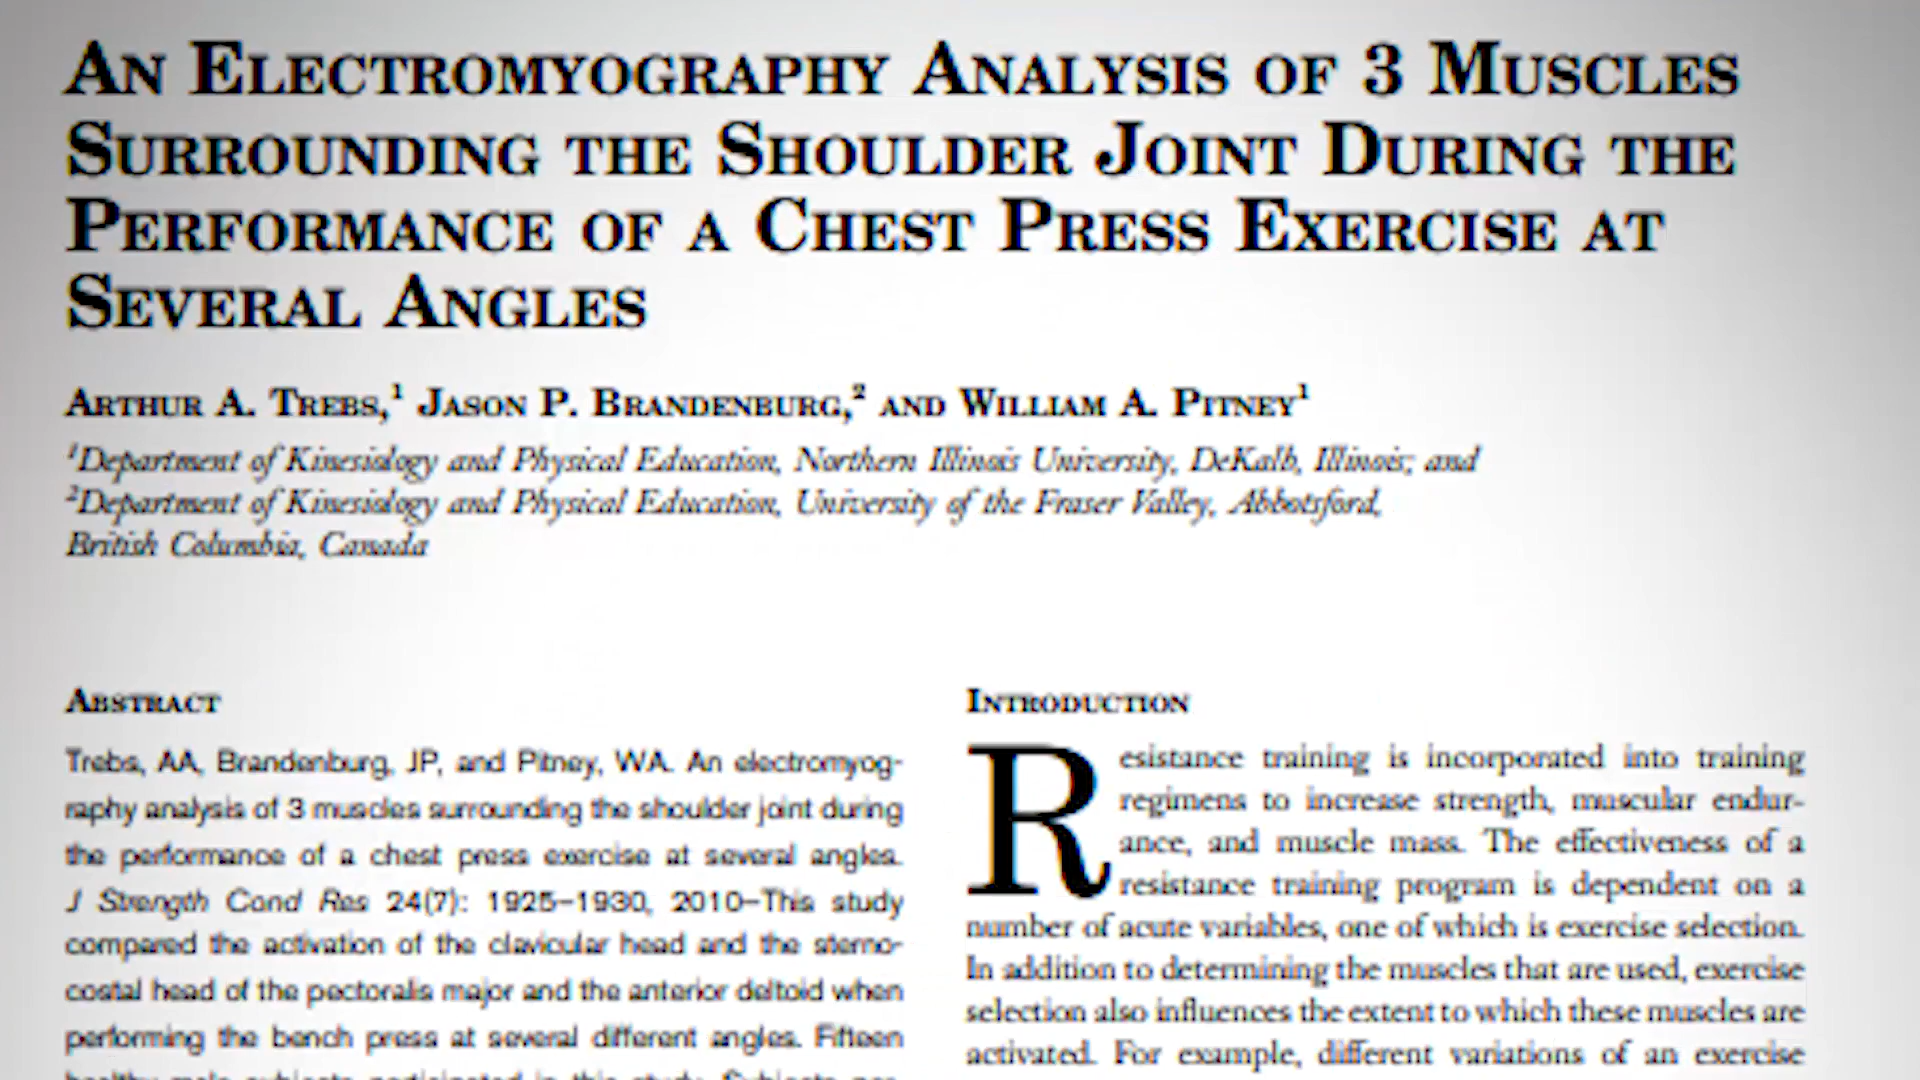 AN ELECTROMYOGRAPHY ANALYSIS OF 3 MUSCLES
SURROUNDING THE SHOULDER JOINT DURING THE
PERFORMANCE OF A CHEST PRESS EXERCISE AT
SEVERAL ANGLES
ARTHUR A. TREBS,¹ JASON P. BRANDENBURG,² AND WILLIAM A. PITNEY¹
¹Department of Kinesiology and Physical Education, Northern Illinois University, DeKalb, Illinois; and
²Department of Kinesiology and Physical Education, University of the Fraser Valley, Abbotsford,
British Columbia, Canada
ABSTRACT
Trebs, AA, Brandenburg, JP, and Pitney, WA. An electromyog-
raphy analysis of 3 muscles surrounding the shoulder joint during
the performance of a chest press exercise at several angles.
J Strength Cond Res 24(7): 1925–1930, 2010–This study
compared the activation of the clavicular head and the sterno-
costal head of the pectoralis major and the anterior deltoid when
performing the bench press at several different angles. Fifteen
healthy male subjects participated in this study. Subjects per-
INTRODUCTION
Resistance training is incorporated into training
regimens to increase strength, muscular endur-
ance, and muscle mass. The effectiveness of a
resistance training program is dependent on a
number of acute variables, one of which is exercise selection.
In addition to determining the muscles that are used, exercise
selection also influences the extent to which these muscles are
activated. For example, different variations of an exercise